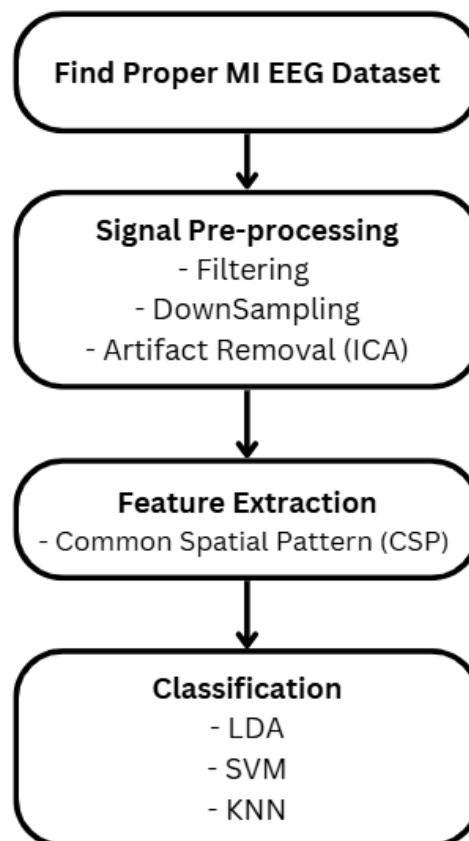 Find Proper MI EEG Dataset
Signal Pre-processing
- Filtering
- DownSampling
- Artifact Removal (ICA)
Feature Extraction
- Common Spatial Pattern (CSP)
Classification
- LDA
- SVM
- KNN